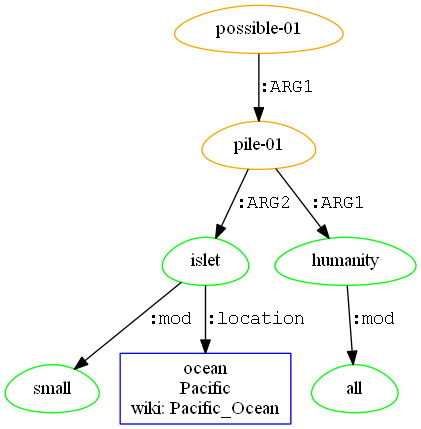 possible-01
:ARG1
pile-01
:ARG2
:ARG1
islet
humanity
:mod
:location
:mod
small
ocean
Pacific
wiki: Pacific_Ocean
all